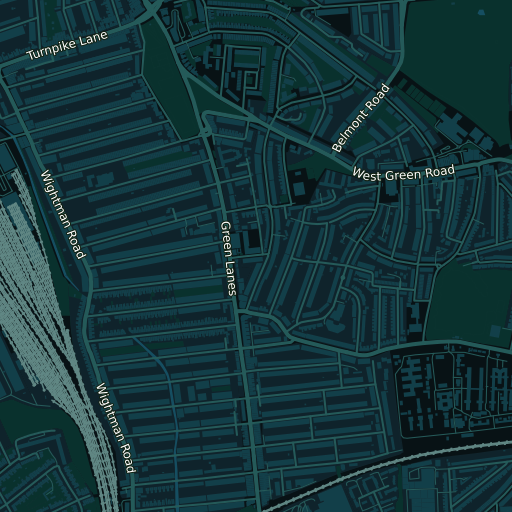 Turnpike Lane
Belmont Road
West Green Road
Wightman Road
Green Lanes
Wightman Road